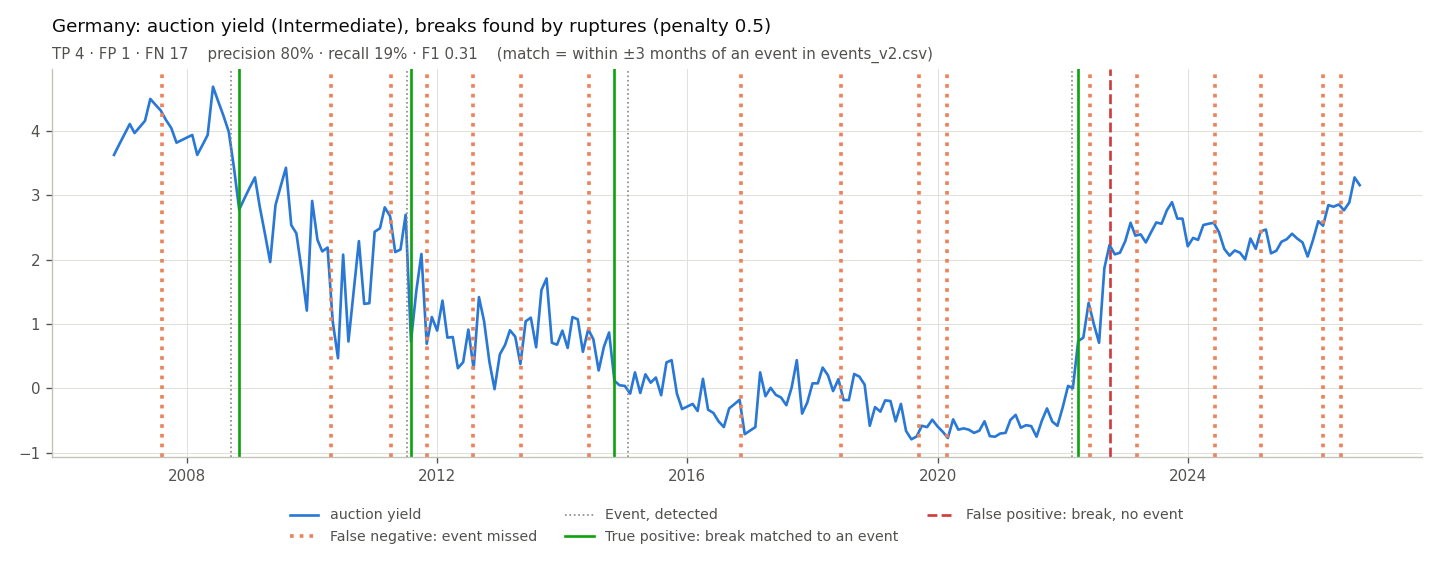 Germany: auction yield (Intermediate), breaks found by ruptures (penalty 0.5)
TP 4 · FP 1 · FN 17    precision 80% · recall 19% · F1 0.31    (match = within ±3 months of an event in events_v2.csv)
4
3
2
1
0
−1
2008 2012 2016 2020 2024
auction yield
False negative: event missed
Event, detected
True positive: break matched to an event
False positive: break, no event